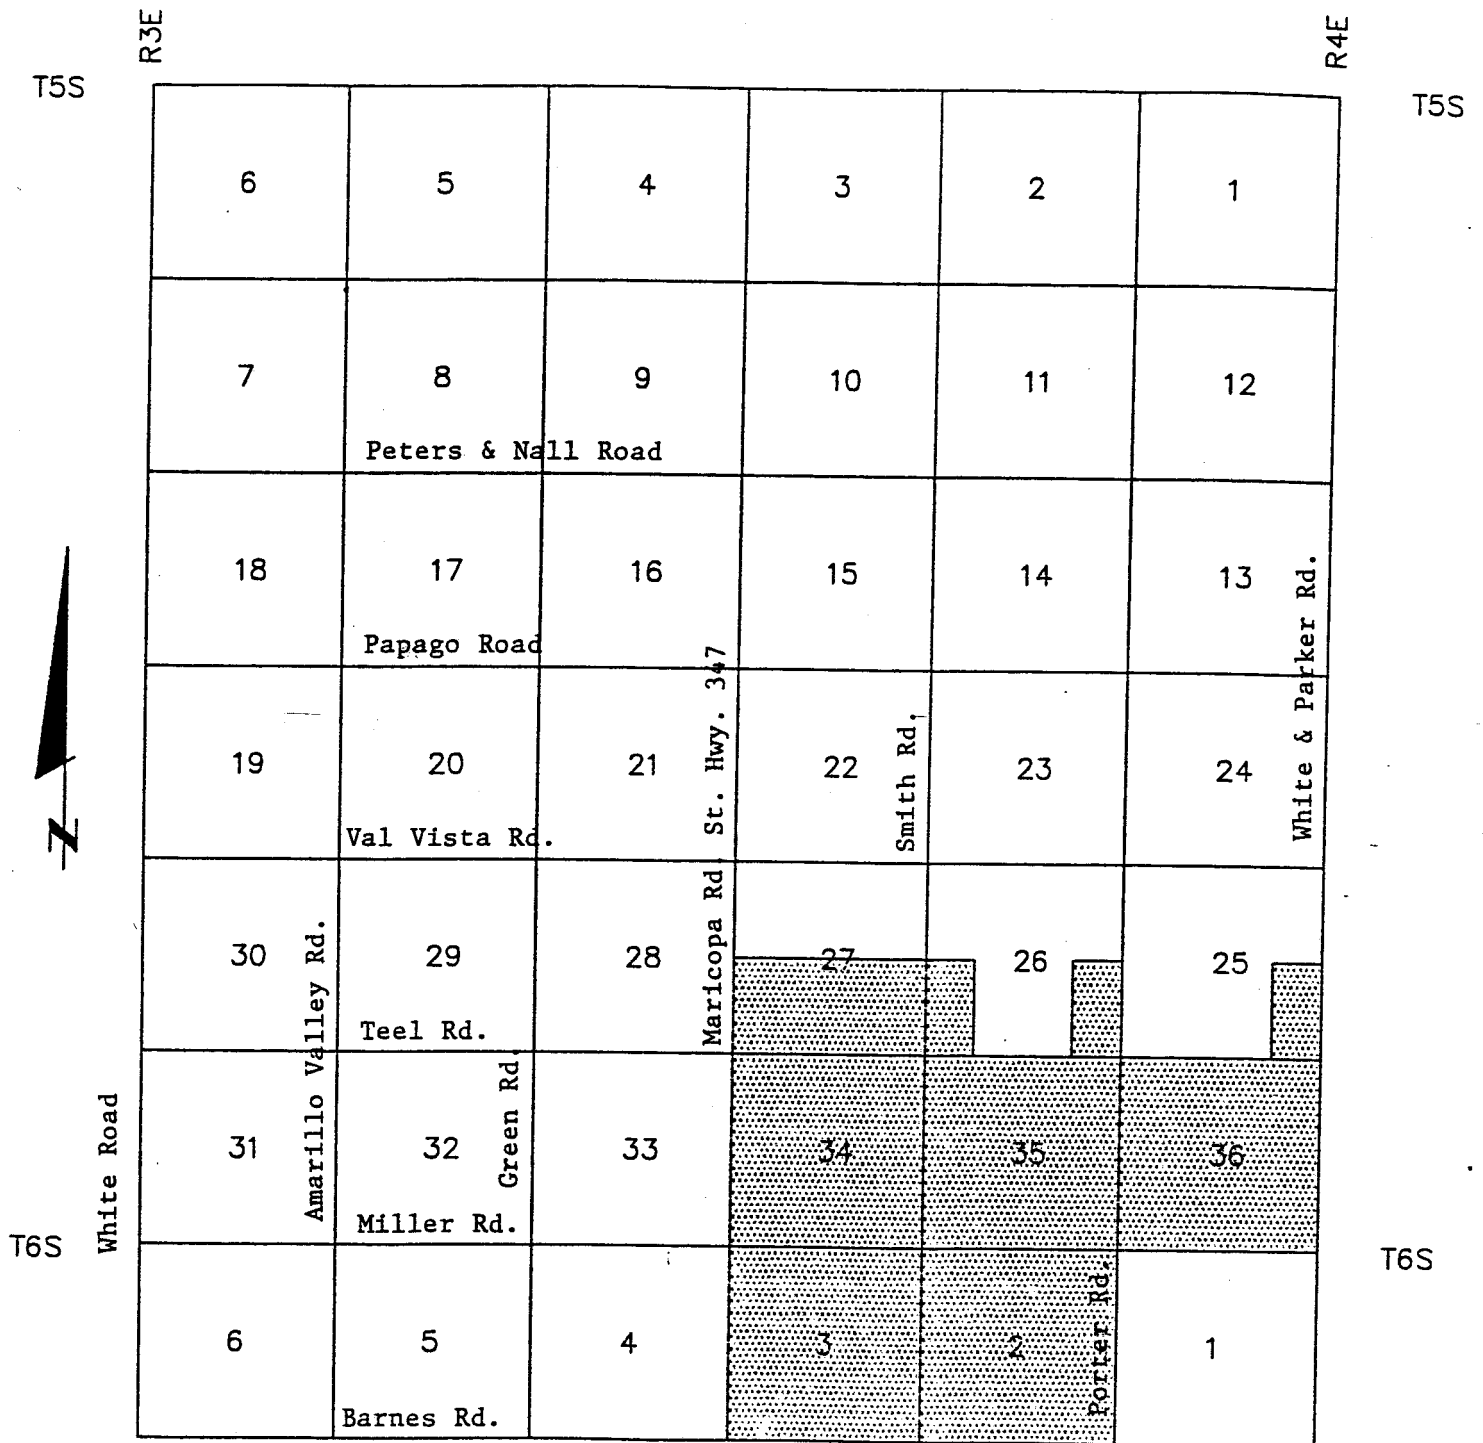 R3E
R4E
T5S
T5S
6 5 4 3 2 1
7 8 9 10 11 12
Peters & Nall Road
18 17 16 15 14 13
Papago Road
White & Parker Rd.
Maricopa Rd. St. Hwy. 347
Smith Rd.
19 20 21 22 23 24
Val Vista Rd.
Z
30 29 28 27 26 25
Amarillo Valley Rd.
Teel Rd.
Green Rd.
White Road
31 32 33 34 35 36
Miller Rd.
T6S
T6S
Porter Rd.
6 5 4 3 2 1
Barnes Rd.